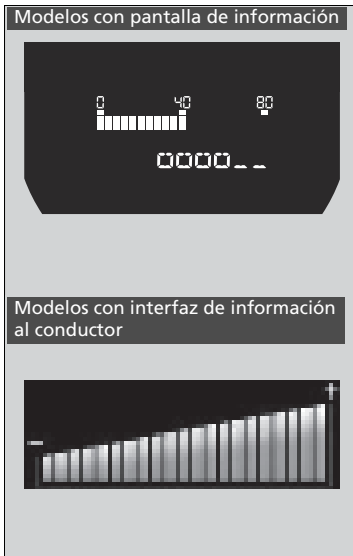 Modelos con pantalla de información
0 40 80
0000--
Modelos con interfaz de información
al conductor
- +